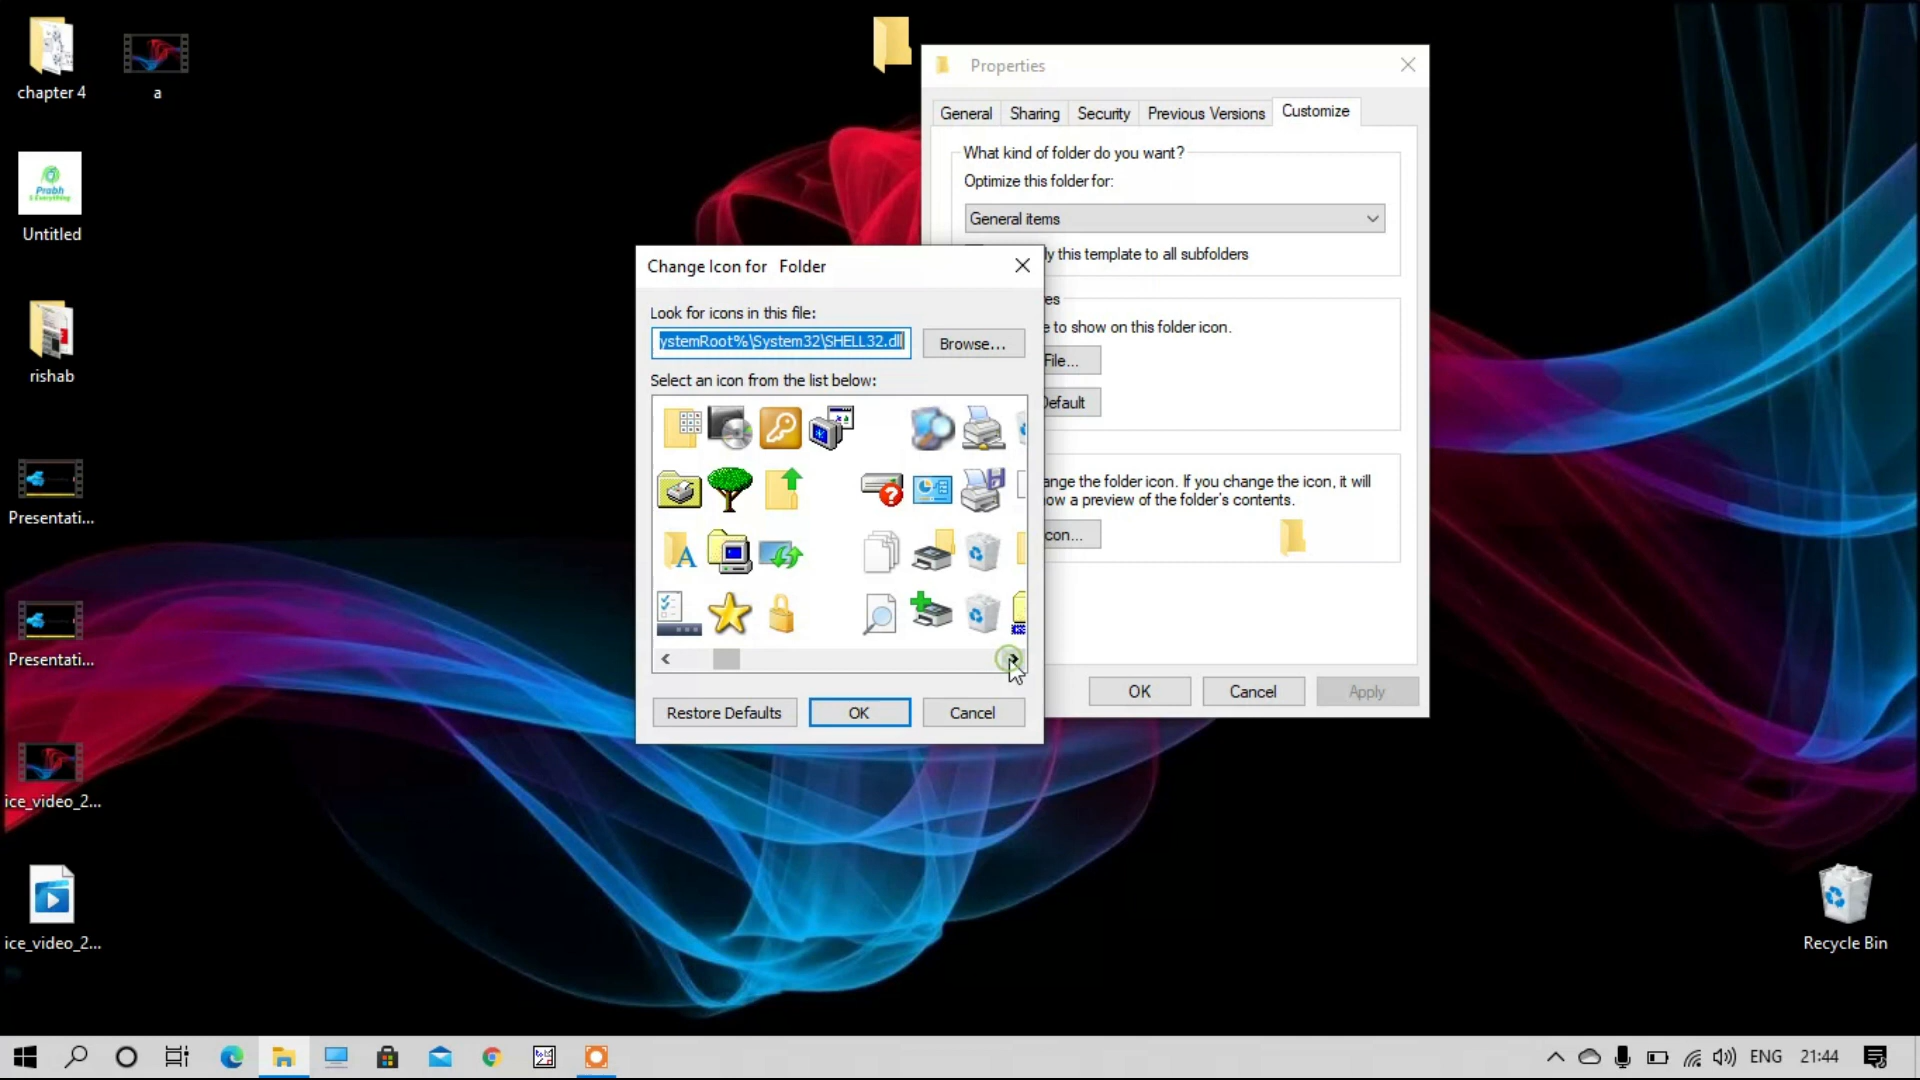 chapter 4
a
Prabh
S Everything
Untitled
rishab
Presentati...
Presentati...
ice_video_2...
ice_video_2...
Properties
General
Sharing
Security
Previous Versions
Customize
What kind of folder do you want?
Optimize this folder for:
General items
ly this template to all subfolders
es
e to show on this folder icon.
File...
Default
ange the folder icon. If you change the icon, it will
ow a preview of the folder's contents.
con...
OK
Cancel
Apply
Change Icon for Folder
Look for icons in this file:
ystemRoot%\System32\SHELL32.dll
Browse...
Select an icon from the list below:
A
Restore Defaults
OK
Cancel
Recycle Bin
ENG
21:44